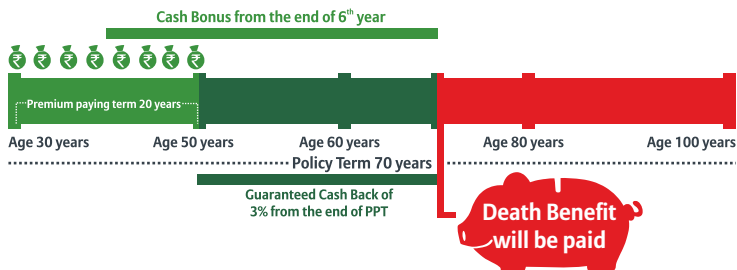 Cash Bonus from the end of 6th year
₹ ₹ ₹ ₹ ₹ ₹ ₹ ₹
Premium paying term 20 years
Age 30 years Age 50 years Age 60 years Age 80 years Age 100 years
Policy Term 70 years
Guaranteed Cash Back of
3% from the end of PPT
Death Benefit
will be paid